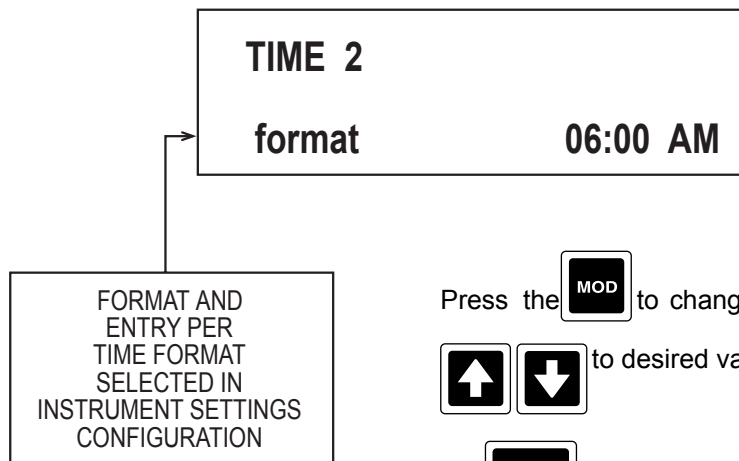 TIME 2
format 06:00 AM
FORMAT AND
ENTRY PER
TIME FORMAT
SELECTED IN
INSTRUMENT SETTINGS
CONFIGURATION
Press the MOD to
to desired